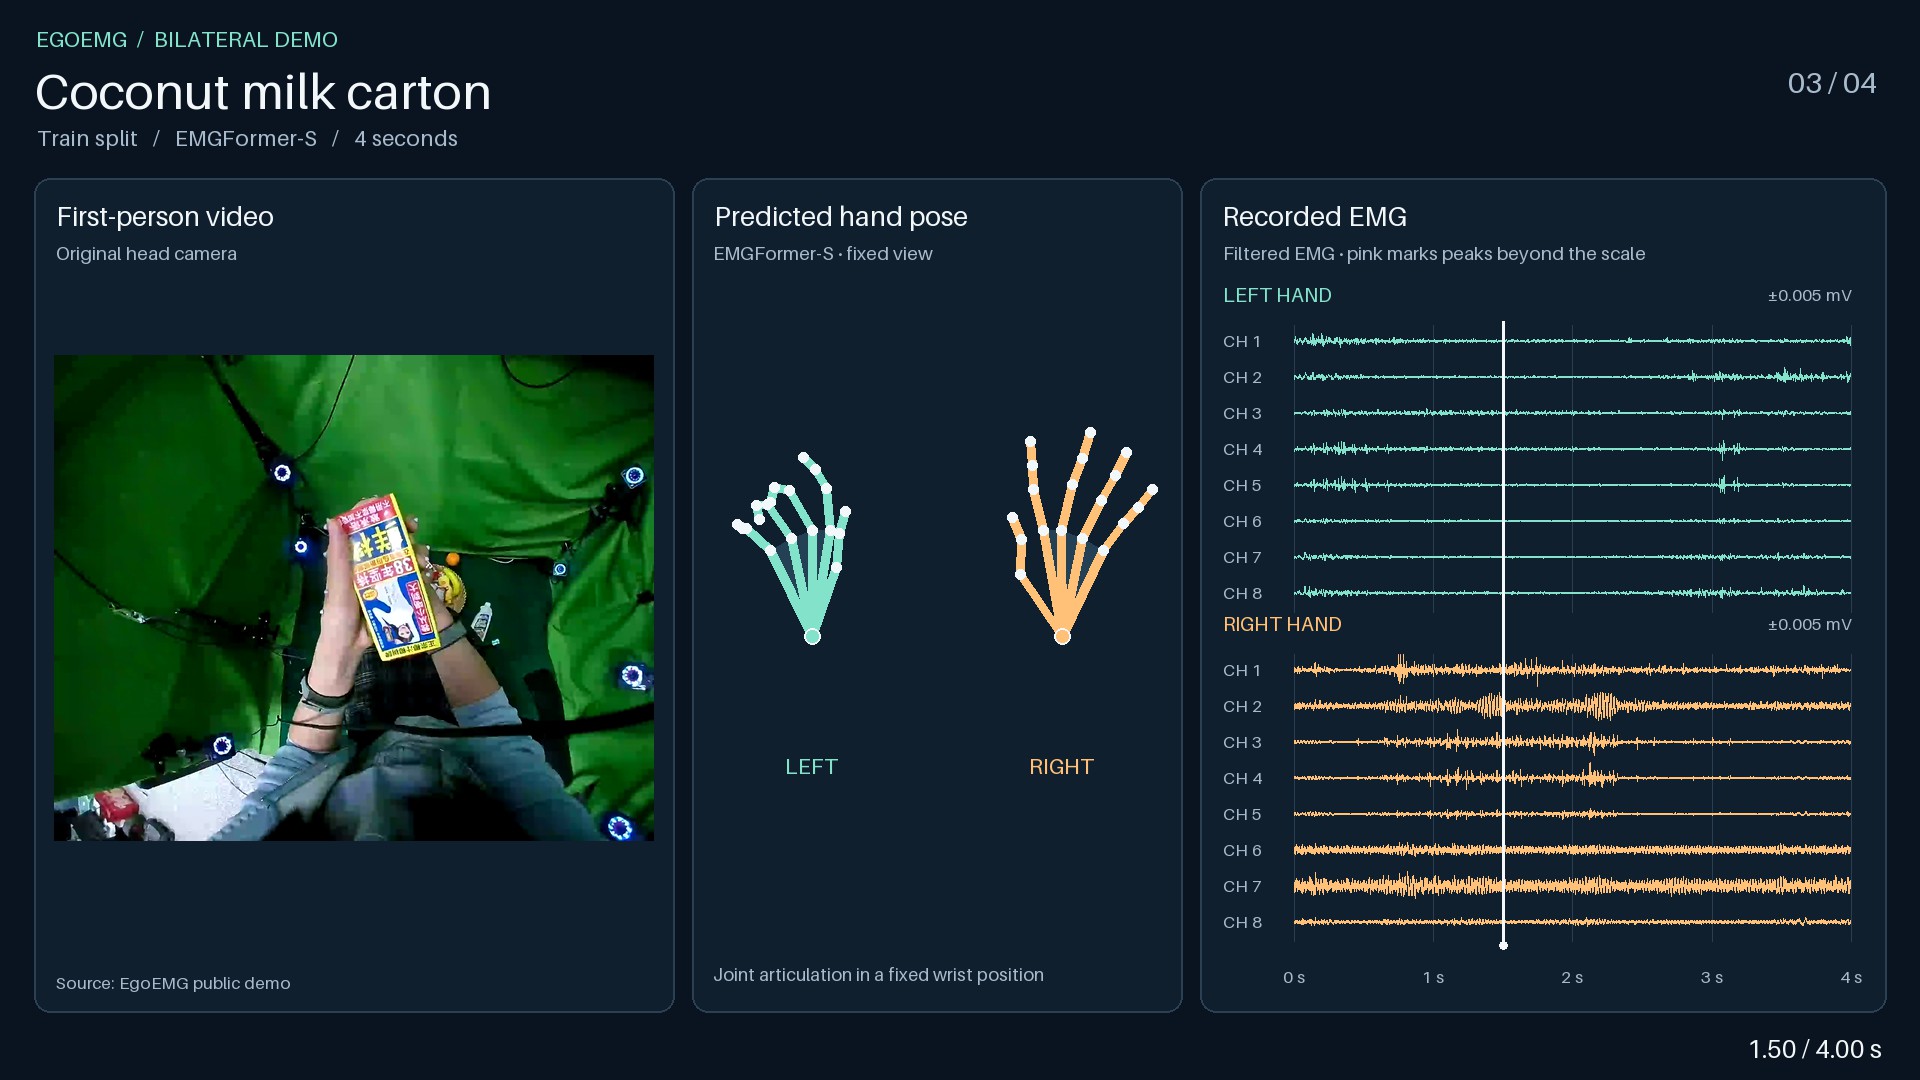 EGOEMG / BILATERAL DEMO
Coconut milk carton
Train split / EMGFormer-S / 4 seconds
03 / 04
First-person video
Original head camera
38年坚持
Source: EgoEMG public demo
Predicted hand pose
EMGFormer-S · fixed view
LEFT
RIGHT
Joint articulation in a fixed wrist position
Recorded EMG
Filtered EMG · pink marks peaks beyond the scale
LEFT HAND
±0.005 mV
CH 1
CH 2
CH 3
CH 4
CH 5
CH 6
CH 7
CH 8
RIGHT HAND
±0.005 mV
CH 1
CH 2
CH 3
CH 4
CH 5
CH 6
CH 7
CH 8
0 s
1 s
2 s
3 s
4 s
1.50 / 4.00 s